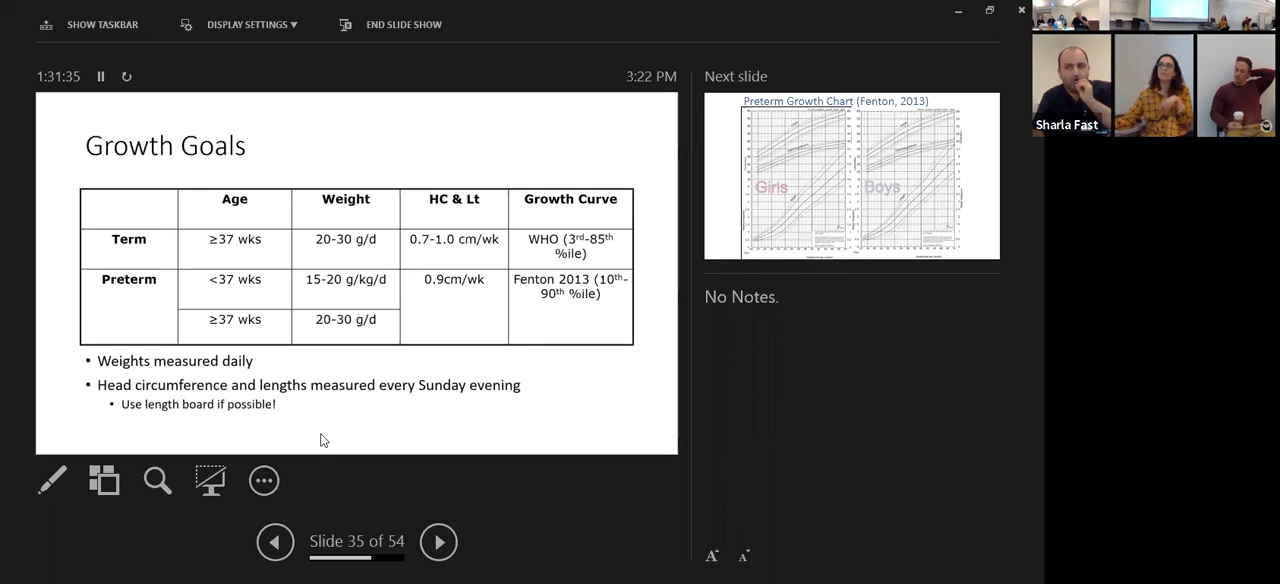 SHOW TASKBAR
DISPLAY SETTINGS ▼
END SLIDE SHOW
1:31:35
3:22 PM
Growth Goals
Age Weight HC & Lt Growth Curve
Term ≥37 wks 20-30 g/d 0.7-1.0 cm/wk WHO (3rd-85th
%ile)
Preterm <37 wks 15-20 g/kg/d 0.9cm/wk Fenton 2013 (10th-
90th %ile)
≥37 wks 20-30 g/d
• Weights measured daily
• Head circumference and lengths measured every Sunday evening
• Use length board if possible!
Slide 35 of 54
Next slide
Preterm Growth Chart (Fenton, 2013)
Girls
Boys
No Notes.
A A
Sharla Fast